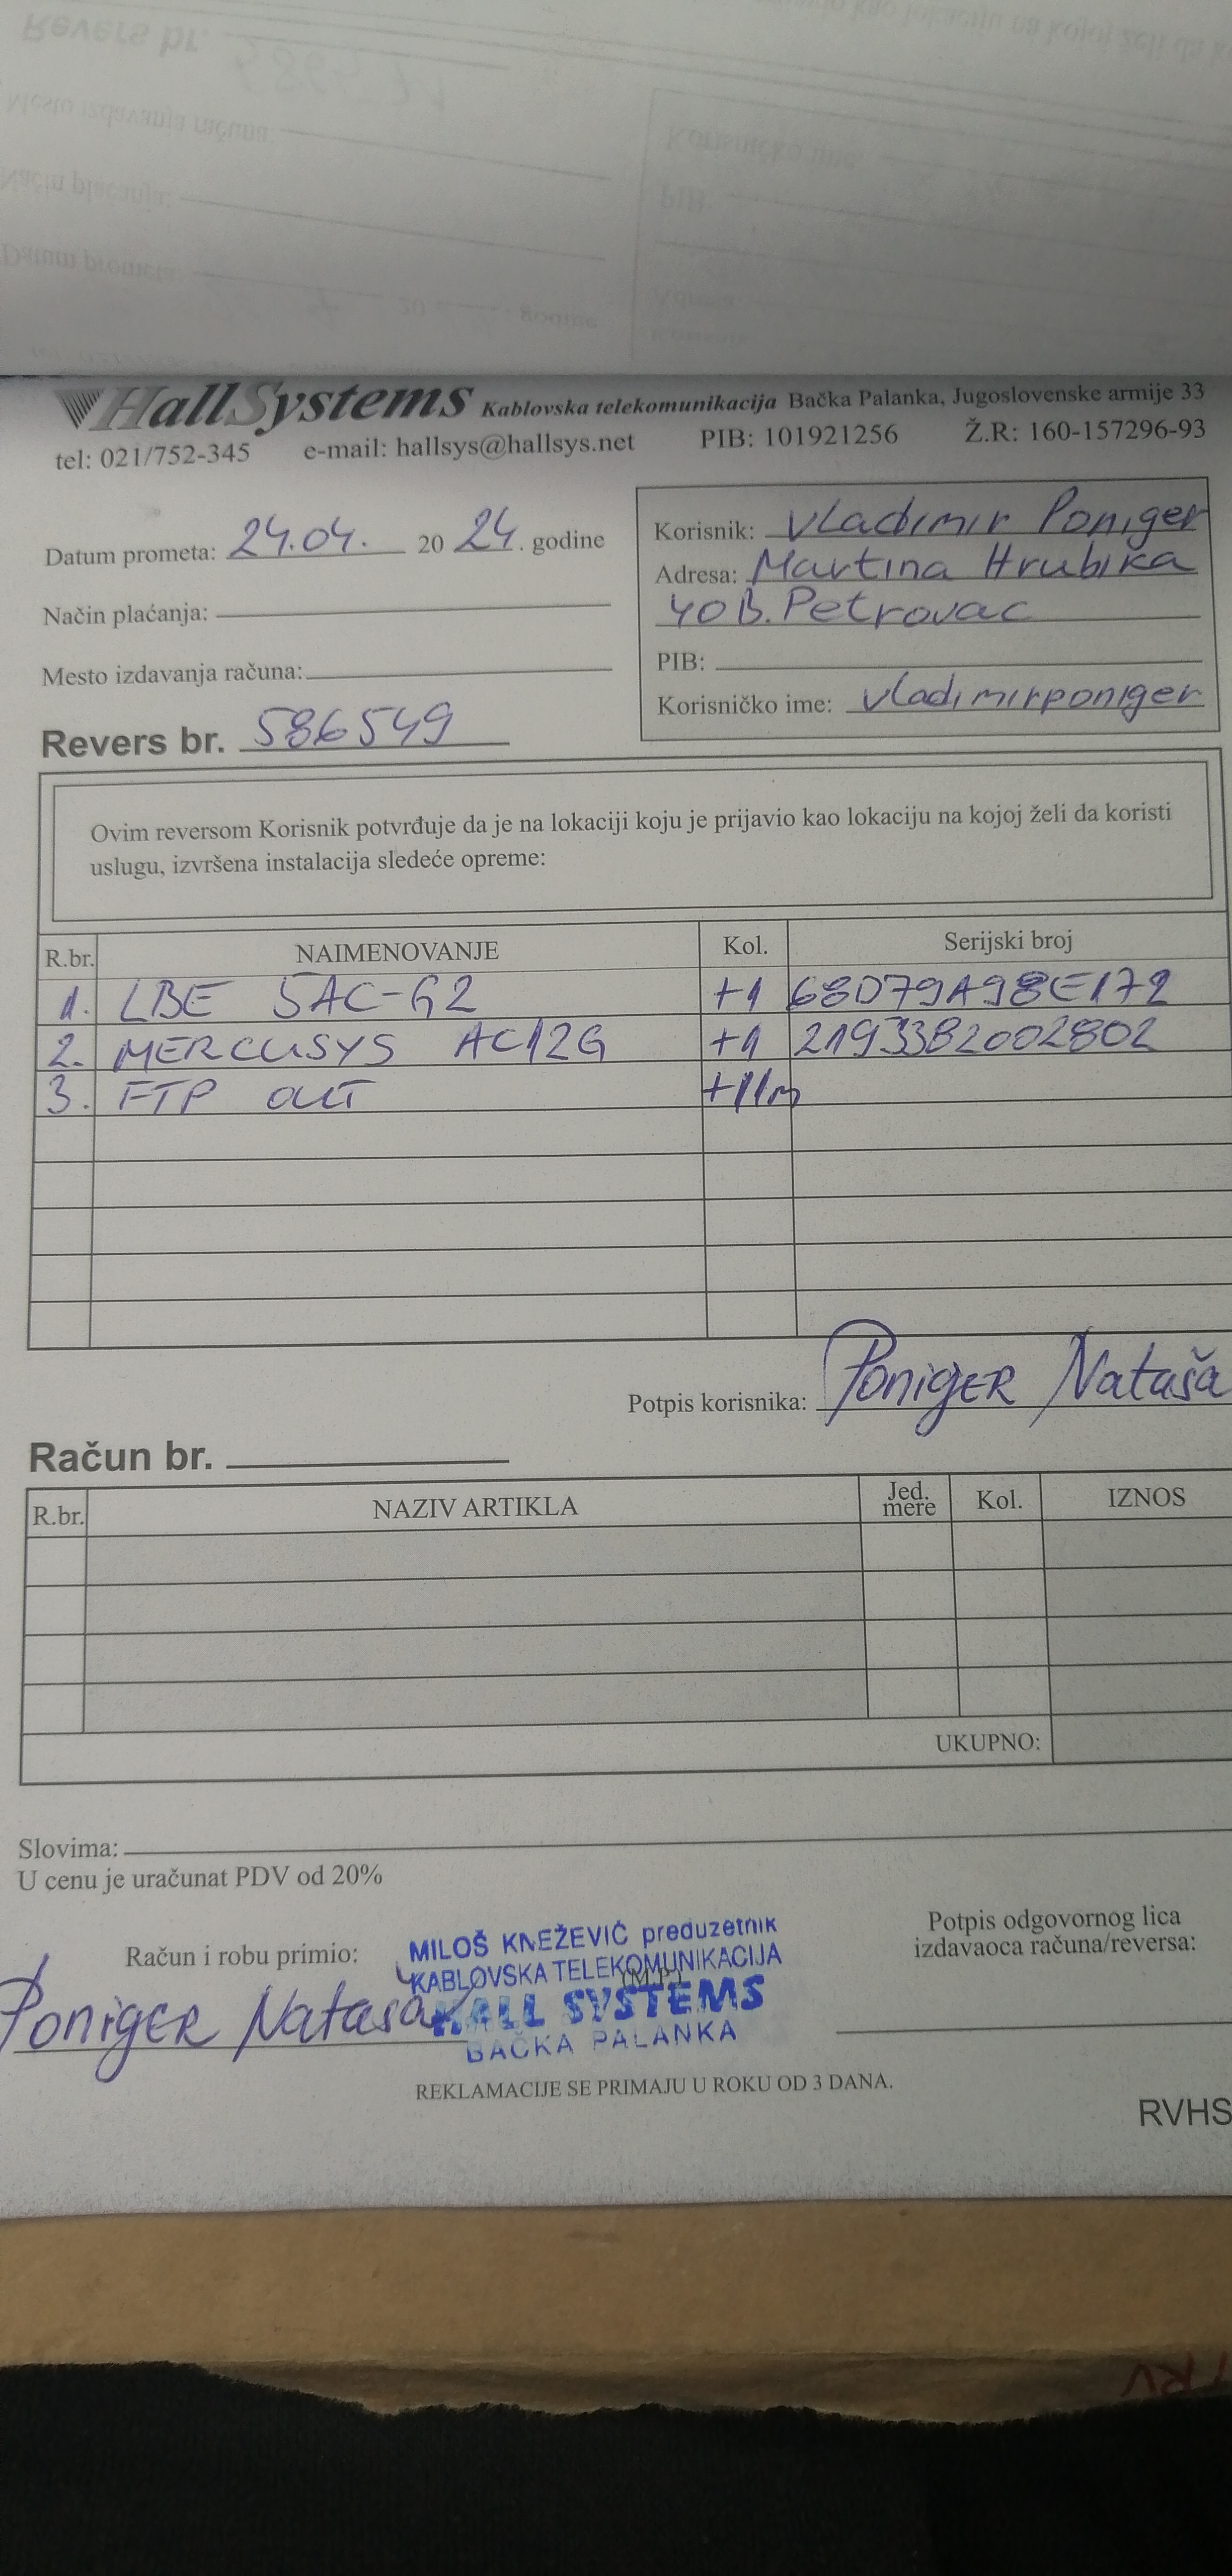 HallSystems Kablovska telekomunikacija Bačka Palanka, Jugoslovenske armije 33
tel: 021/752-345 e-mail: hallsys@hallsys.net PIB: 101921256 Ž.R: 160-157296-93
Datum prometa: 24.04. 20 24. godine
Način plaćanja:
Mesto izdavanja računa:
Revers br. 586549
Korisnik: Vladimir Poniger
Adresa: Martina Hrubika
40 B. Petrovac
PIB:
Korisničko ime: vladimirponiger
Ovim reversom Korisnik potvrđuje da je na lokaciji koju je prijavio kao lokaciju na kojoj želi da koristi
uslugu, izvršena instalacija sledeće opreme:
R.br. NAIMENOVANJE Kol. Serijski broj
1. LBE 5AC-G2 +1 68D79A98E172
2. MERCUSYS AC12G +1 2193382002802
3. FTP OUT +11m
Potpis korisnika: Poniger Nataša
Račun br.
R.br. NAZIV ARTIKLA Jed. mere Kol. IZNOS
UKUPNO:
Slovima:
U cenu je uračunat PDV od 20%
Račun i robu primio:
Poniger Nataša
MILOŠ KNEŽEVIĆ preduzetnik
KABLOVSKA TELEKOMUNIKACIJA
(M.P.)
HALL SYSTEMS
BAČKA PALANKA
Potpis odgovornog lica
izdavaoca računa/reversa:
REKLAMACIJE SE PRIMAJU U ROKU OD 3 DANA.
RVHS